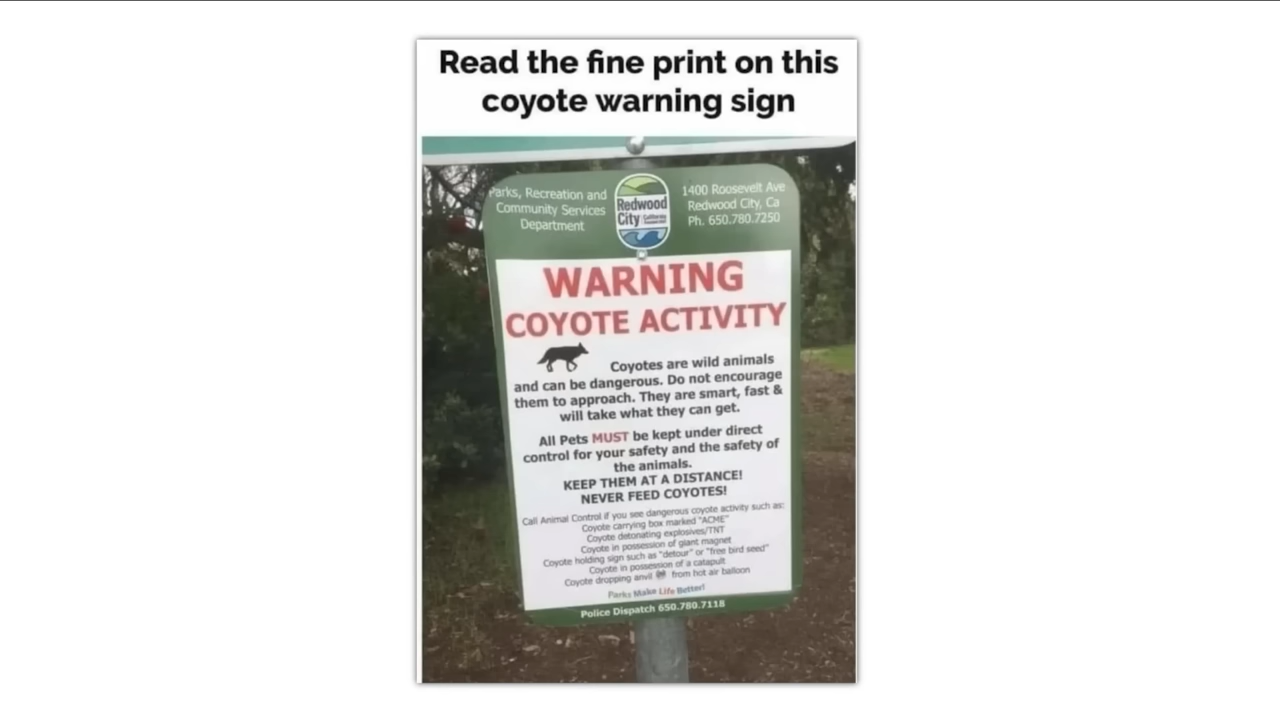 Read the fine print on this
coyote warning sign
Parks, Recreation and
Community Services
Department
Redwood
City
California
1400 Roosevelt Ave
Redwood City, Ca
Ph. 650.780.7250
WARNING
COYOTE ACTIVITY
Coyotes are wild animals
and can be dangerous. Do not encourage
them to approach. They are smart, fast &
will take what they can get.
All Pets MUST be kept under direct
control for your safety and the safety of
the animals.
KEEP THEM AT A DISTANCE!
NEVER FEED COYOTES!
Call Animal Control if you see dangerous coyote activity such as:
Coyote carrying box marked "ACME"
Coyote detonating explosives/TNT
Coyote in possession of giant magnet
Coyote holding sign such as "detour" or "free bird seed"
Coyote in possession of a catapult
Coyote dropping anvil from hot air balloon
Parks Make Life Better!
Police Dispatch 650.780.7118